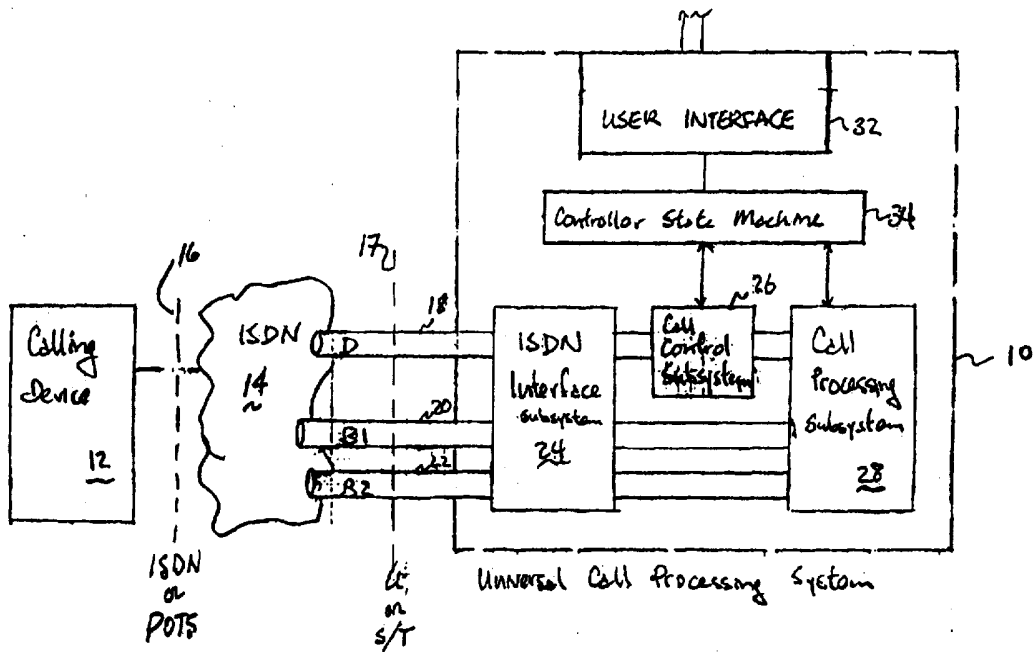 USER INTERFACE
32
Controller State Machine
34
16
17
18
26
Calling
Device
12
ISDN
14
D
ISDN
Interface
Subsystem
24
Call
Control
Subsystem
Call
Processing
Subsystem
28
10
20
B1
22
B2
Universal Call Processing System
ISDN
or
POTS
U
or
S/T